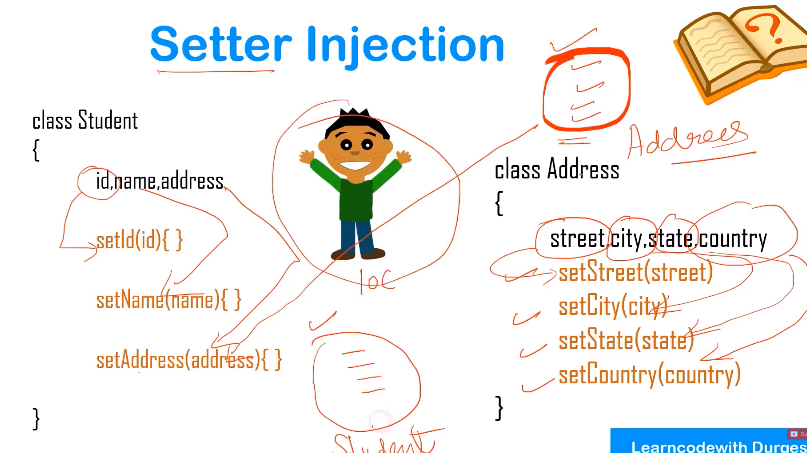 Setter Injection
?
class Student
{
id,name,address
setId(id){ }
setName(name){ }
setAddress(address){ }
}
IOC
Student
Address
class Address
{
street,city,state,country
setStreet(street)
setCity(city)
setState(state)
setCountry(country)
}
Learncodewith Durges